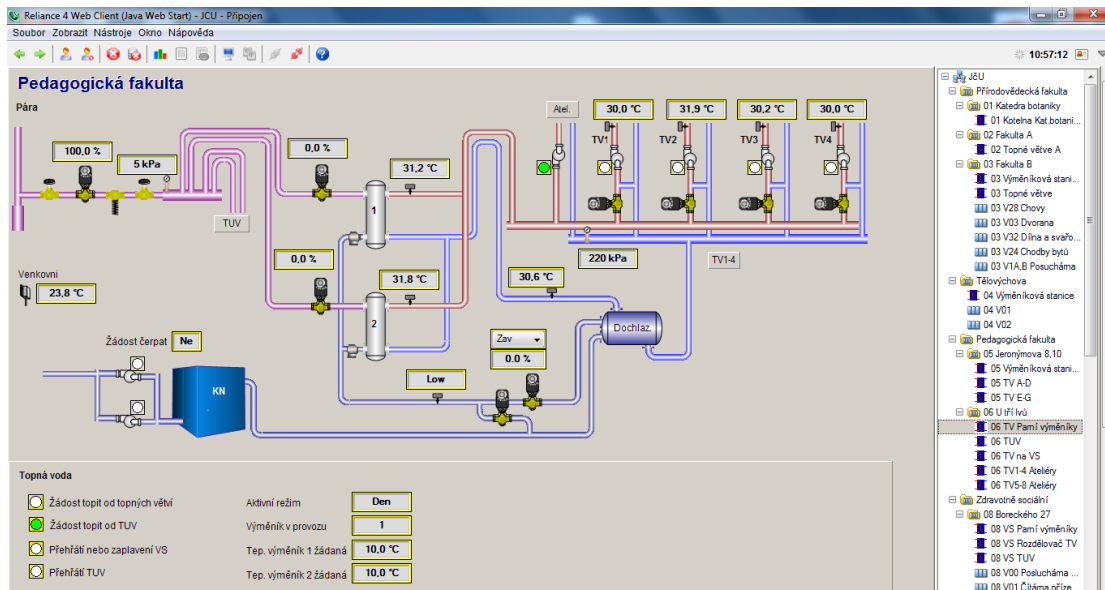 Reliance 4 Web Client (Java Web Start) - JCU - Připojen
Soubor Zobrazit Nástroje Okno Nápověda
10:57:12
Pedagogická fakulta
Pára
100,0 %
5 kPa
0,0 %
31,2 °C
Atel.
30,0 °C
31,9 °C
30,2 °C
30,0 °C
TV1
TV2
TV3
TV4
1
TUV
0,0 %
31,8 °C
30,6 °C
220 kPa
TV1-4
Venkovni
23,8 °C
2
Dochlaz.
Žádost čerpat
Ne
Zav
0.0 %
Low
KN
Topná voda
Žádost topit od topných větví
Aktivní režim
Den
Žádost topit od TUV
Výměník v provozu
1
Přehřátí nebo zaplavení VS
Tep. výměník 1 žádaná
10,0 °C
Přehřátí TUV
Tep. výměník 2 žádaná
10,0 °C
JčU
Přírodovědecká fakulta
01 Katedra botaniky
01 Kotelna Kat.botani...
02 Fakulta A
02 Topné větve A
03 Fakulta B
03 Výměníková stani...
03 Topné větve
03 V28 Chovy
03 V03 Dvorana
03 V32 Dílna a svařo...
03 V24 Chodby bytů
03 V1A,B Posuchárna
Tělovýchova
04 Výměníková stanice
04 V01
04 V02
Pedagogická fakulta
05 Jeronýmova 8,10
05 Výměníková stani...
05 TV A-D
05 TV E-G
06 U tří lvů
06 TV Parní výměníky
06 TUV
06 TV na VS
06 TV1-4 Ateliéry
06 TV5-8 Ateliéry
Zdravotně sociální
08 Boreckého 27
08 VS Parní výměníky
08 VS Rozdělovač TV
08 VS TUV
08 V00 Poslucháma ...
08 V01 Čítárna příze...